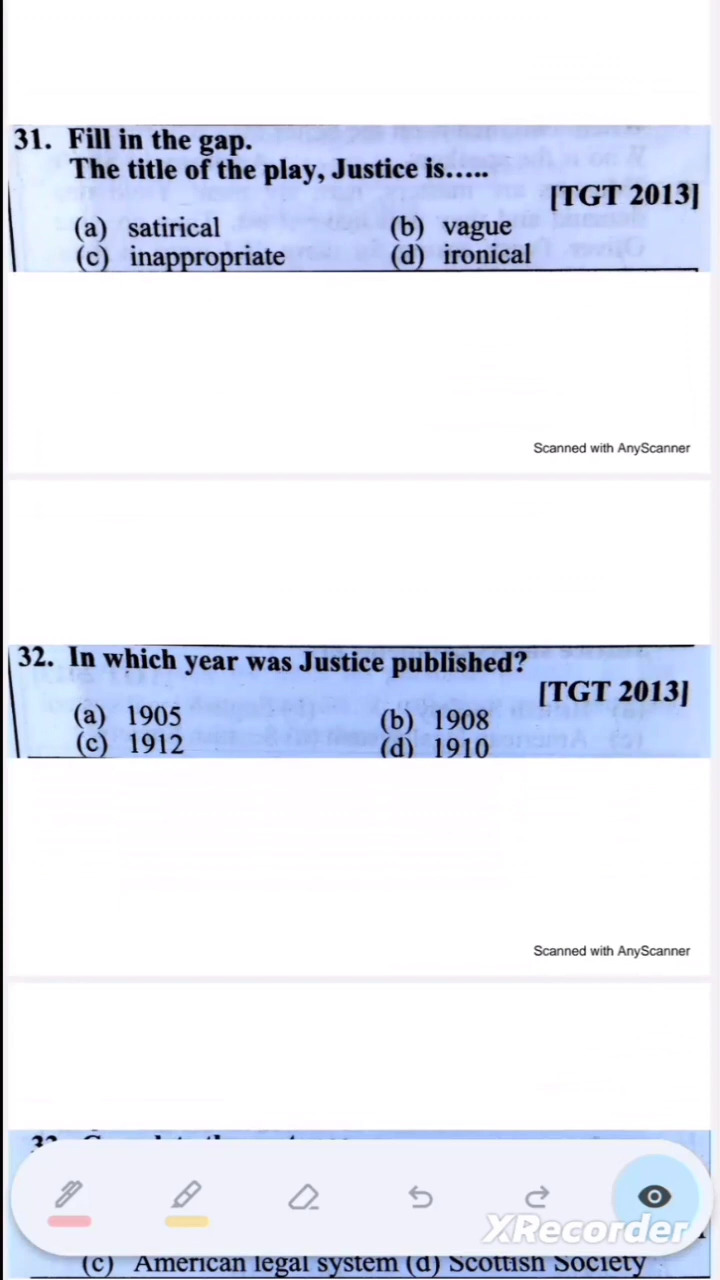 31. Fill in the gap.
The title of the play, Justice is.....
[TGT 2013]
(a) satirical (b) vague
(c) inappropriate (d) ironical
Scanned with AnyScanner
32. In which year was Justice published?
[TGT 2013]
(a) 1905 (b) 1908
(c) 1912 (d) 1910
Scanned with AnyScanner
XRecorder
(c) American legal system (d) Scottish Society